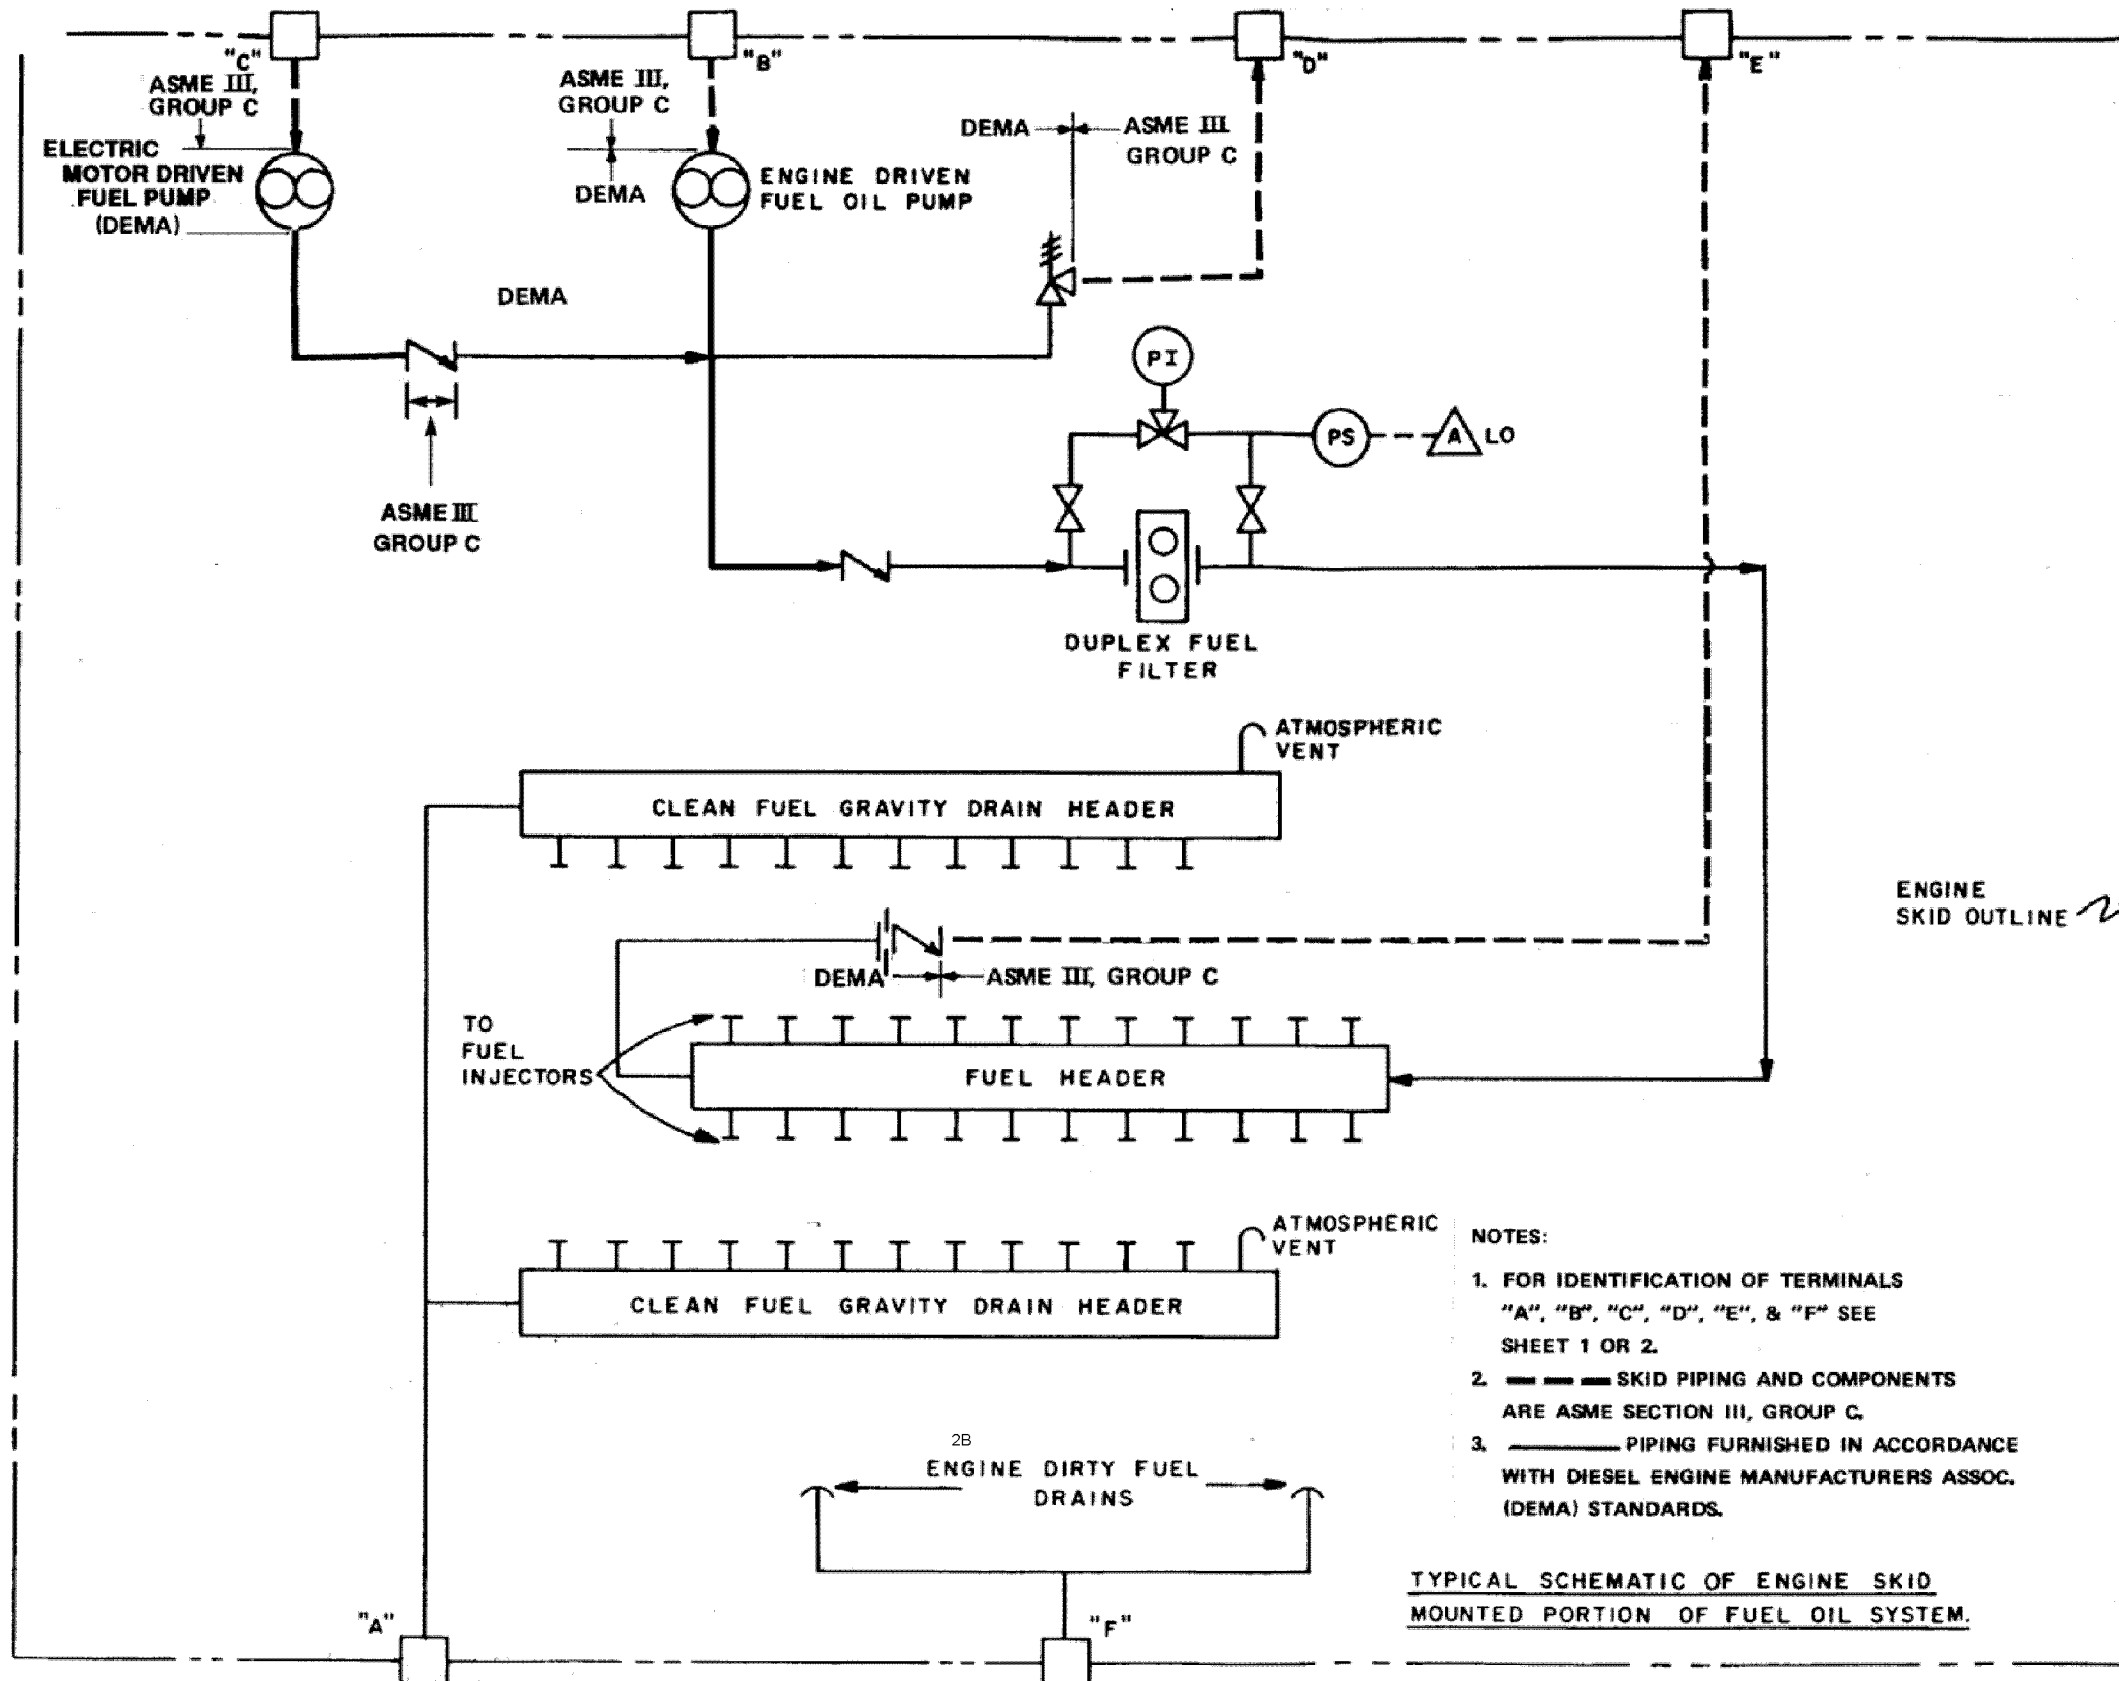 "C"
"B"
"D"
"E"
ASME III,
GROUP C
ELECTRIC
MOTOR DRIVEN
FUEL PUMP
(DEMA)
ASME III,
GROUP C
DEMA
ENGINE DRIVEN
FUEL OIL PUMP
DEMA
ASME III
GROUP C
DEMA
ASME III
GROUP C
PI
PS
A
LO
DUPLEX FUEL
FILTER
ATMOSPHERIC
VENT
CLEAN FUEL GRAVITY DRAIN HEADER
ENGINE
SKID OUTLINE
DEMA
ASME III, GROUP C
TO
FUEL
INJECTORS
FUEL HEADER
ATMOSPHERIC
VENT
CLEAN FUEL GRAVITY DRAIN HEADER
NOTES:
1. FOR IDENTIFICATION OF TERMINALS
"A", "B", "C", "D", "E", & "F" SEE
SHEET 1 OR 2.
2. SKID PIPING AND COMPONENTS
ARE ASME SECTION III, GROUP C.
3. PIPING FURNISHED IN ACCORDANCE
WITH DIESEL ENGINE MANUFACTURERS ASSOC.
(DEMA) STANDARDS.
2B
ENGINE DIRTY FUEL
DRAINS
TYPICAL SCHEMATIC OF ENGINE SKID
MOUNTED PORTION OF FUEL OIL SYSTEM.
"A"
"F"